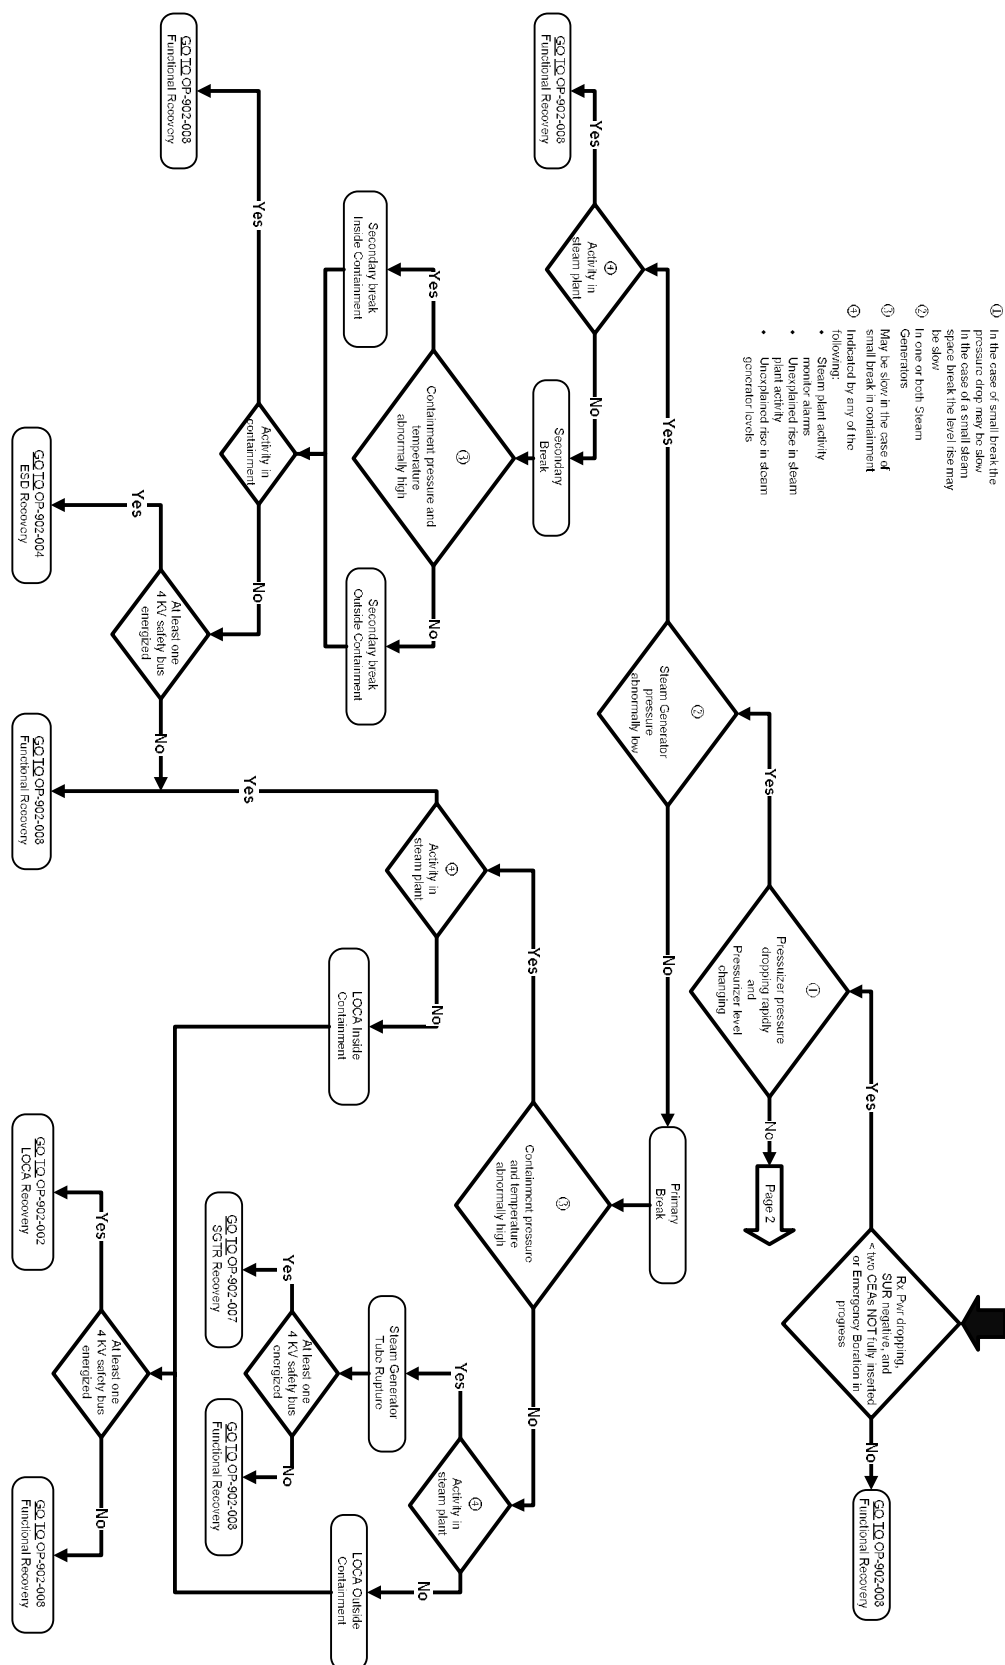 Rx Pwr dropping,
SUR negative, and
< two CEAs NOT fully inserted
or Emergency Boration in
progress
No
GO TO OP-902-008
Functional Recovery
Yes
①
Pressurizer pressure
dropping rapidly
and
Pressurizer level
changing
No
Page 2
Yes
②
Steam Generator
pressure
abnormally low
No
Primary
Break
Yes
④
Activity in
steam plant
Yes
GO TO OP-902-008
Functional Recovery
No
Secondary
Break
③
Containment pressure and
temperature
abnormally high
Yes
Secondary break
Inside Containment
No
Secondary break
Outside Containment
Activity in
containment
Yes
GO TO OP-902-008
Functional Recovery
No
At least one
4 KV safety bus
energized
Yes
GO TO OP-902-004
ESD Recovery
No
GO TO OP-902-008
Functional Recovery
③
Containment pressure
and temperature
abnormally high
Yes
④
Activity in
steam plant
Yes
No
LOCA Inside
Containment
No
④
Activity in
steam plant
Yes
Steam Generator
Tube Rupture
At least one
4 KV safety bus
energized
Yes
GO TO OP-902-007
SGTR Recovery
No
GO TO OP-902-008
Functional Recovery
No
LOCA Outside
Containment
At least one
4 KV safety bus
energized
Yes
GO TO OP-902-002
LOCA Recovery
No
GO TO OP-902-008
Functional Recovery
① In the case of small break the
pressure drop may be slow
In the case of a small steam
space break the level rise may
be slow
② In one or both Steam
Generators
③ May be slow in the case of
small break in containment
④ Indicated by any of the
following:
• Steam plant activity
monitor alarms
• Unexplained rise in steam
plant activity
• Unexplained rise in steam
generator levels